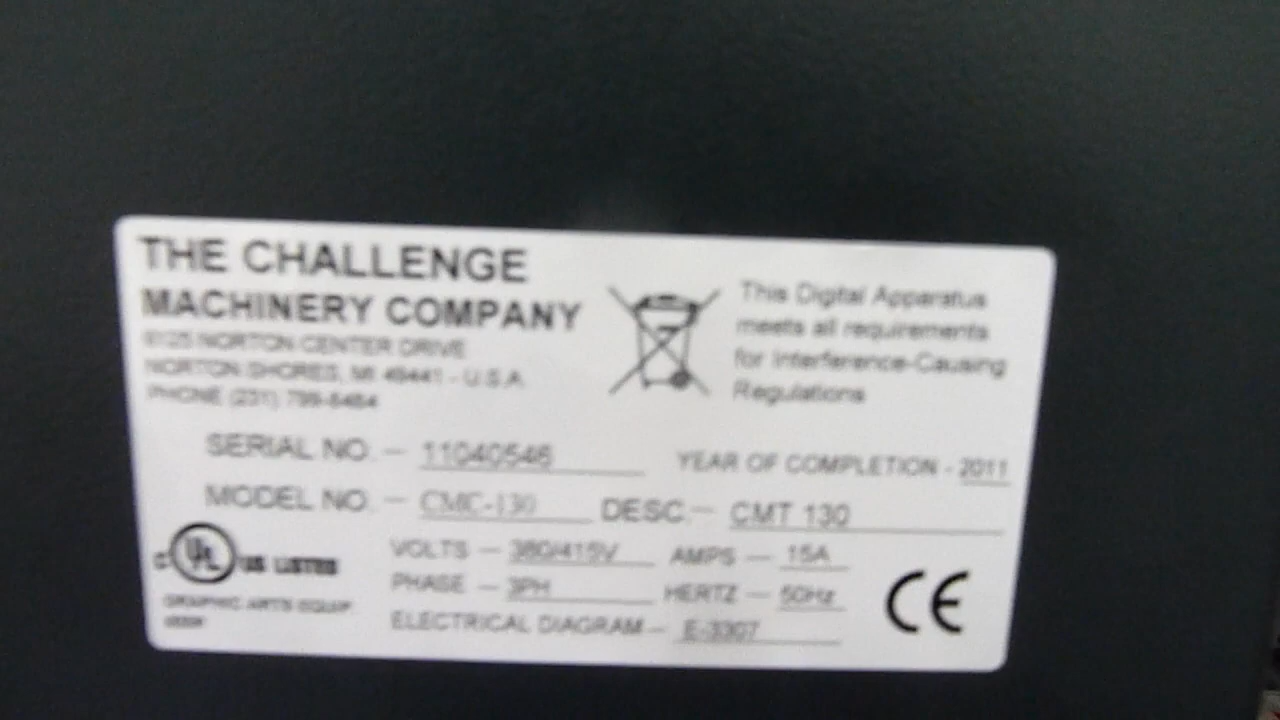 THE CHALLENGE
MACHINERY COMPANY
6125 NORTON CENTER DRIVE
NORTON SHORES, MI 49441 - U.S.A.
PHONE (231) 799-8484
This Digital Apparatus
meets all requirements
for Interference-Causing
Regulations
SERIAL NO. - 11040546
YEAR OF COMPLETION - 2011
MODEL NO. - CMC-130 DESC. - CMT 130
VOLTS - 380/415V AMPS - 15A
PHASE - 3PH HERTZ - 50Hz
ELECTRICAL DIAGRAM - E-3307
c UL US LISTED
GRAPHIC ARTS EQUIP
CE